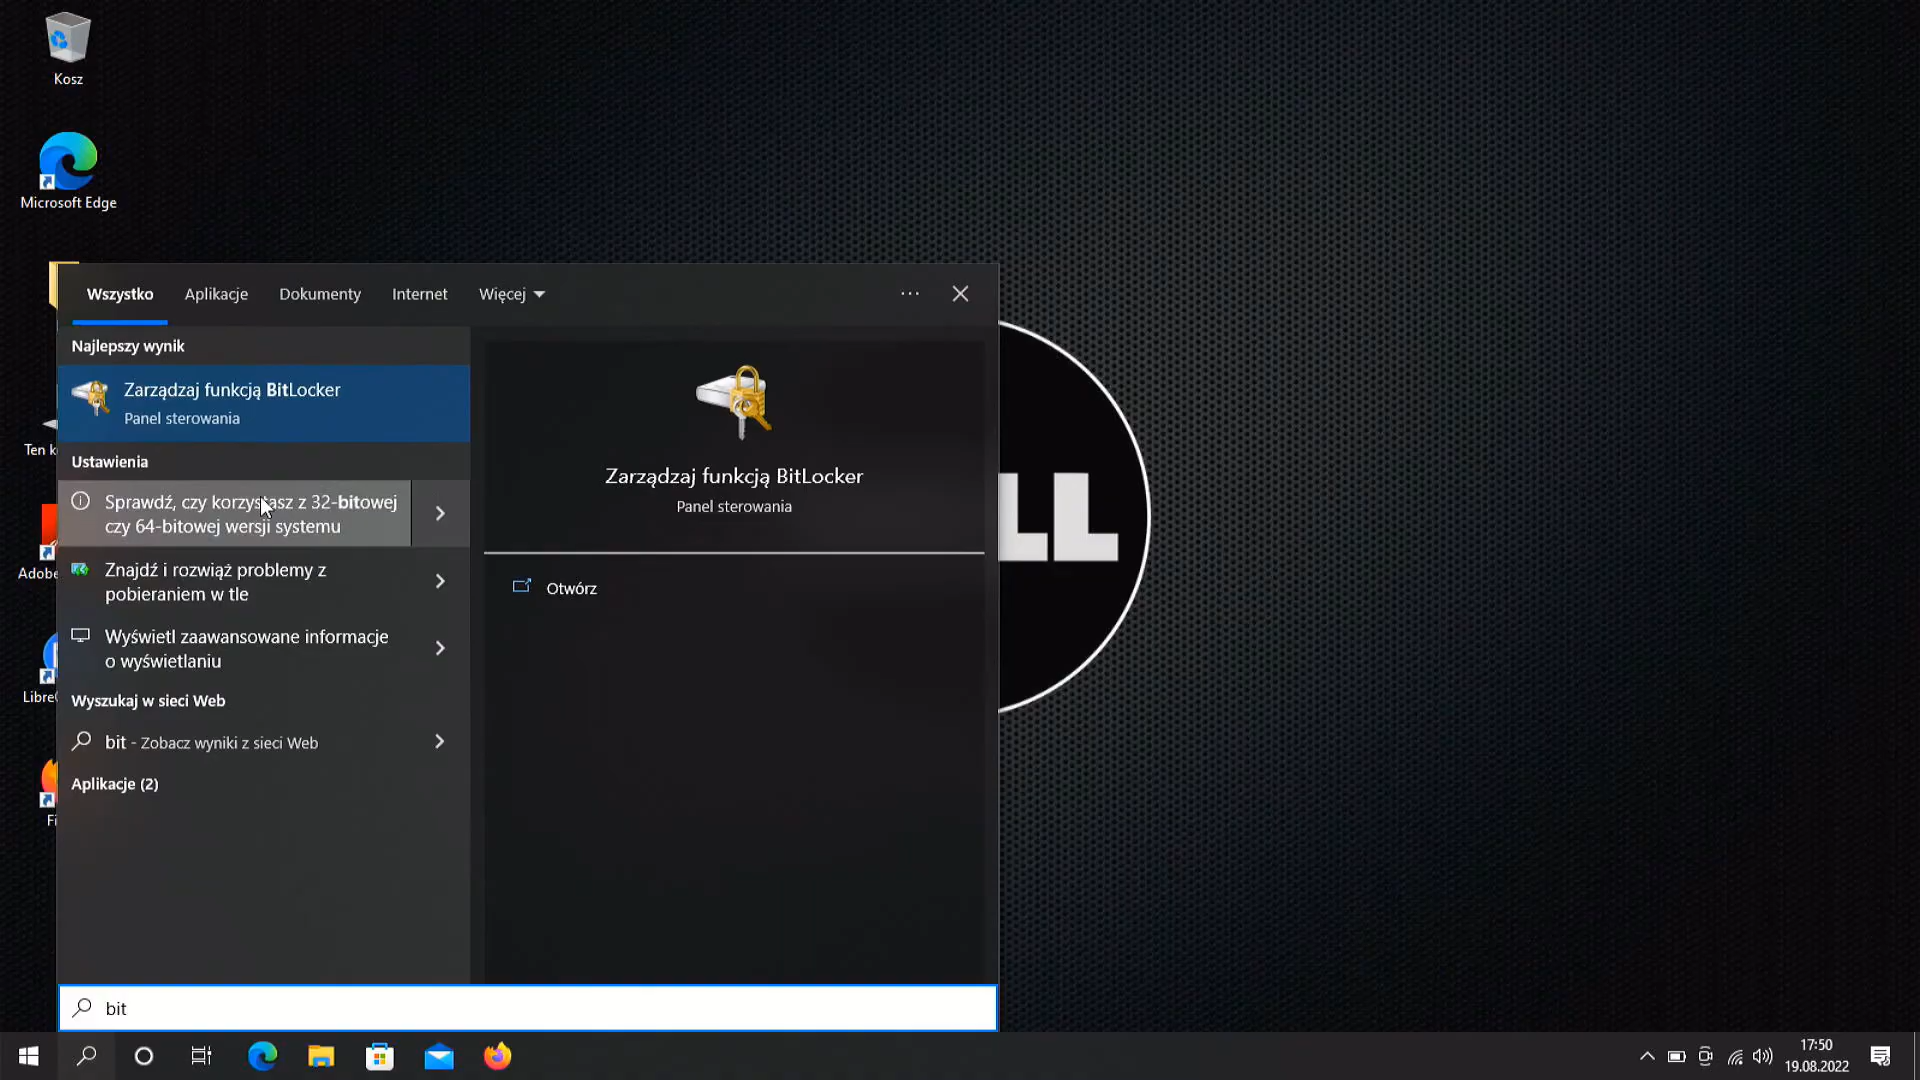 Kosz
Microsoft Edge
Wszystko
Aplikacje
Dokumenty
Internet
Więcej
Najlepszy wynik
Zarządzaj funkcją BitLocker
Panel sterowania
Ustawienia
Sprawdź, czy korzystasz z 32-bitowej
czy 64-bitowej wersji systemu
Znajdź i rozwiąż problemy z
pobieraniem w tle
Wyświetl zaawansowane informacje
o wyświetlaniu
Wyszukaj w sieci Web
bit - Zobacz wyniki z sieci Web
Aplikacje (2)
Zarządzaj funkcją BitLocker
Panel sterowania
Otwórz
Ten k
Adobe
Libre
Fi
LL
bit
17:50
19.08.2022